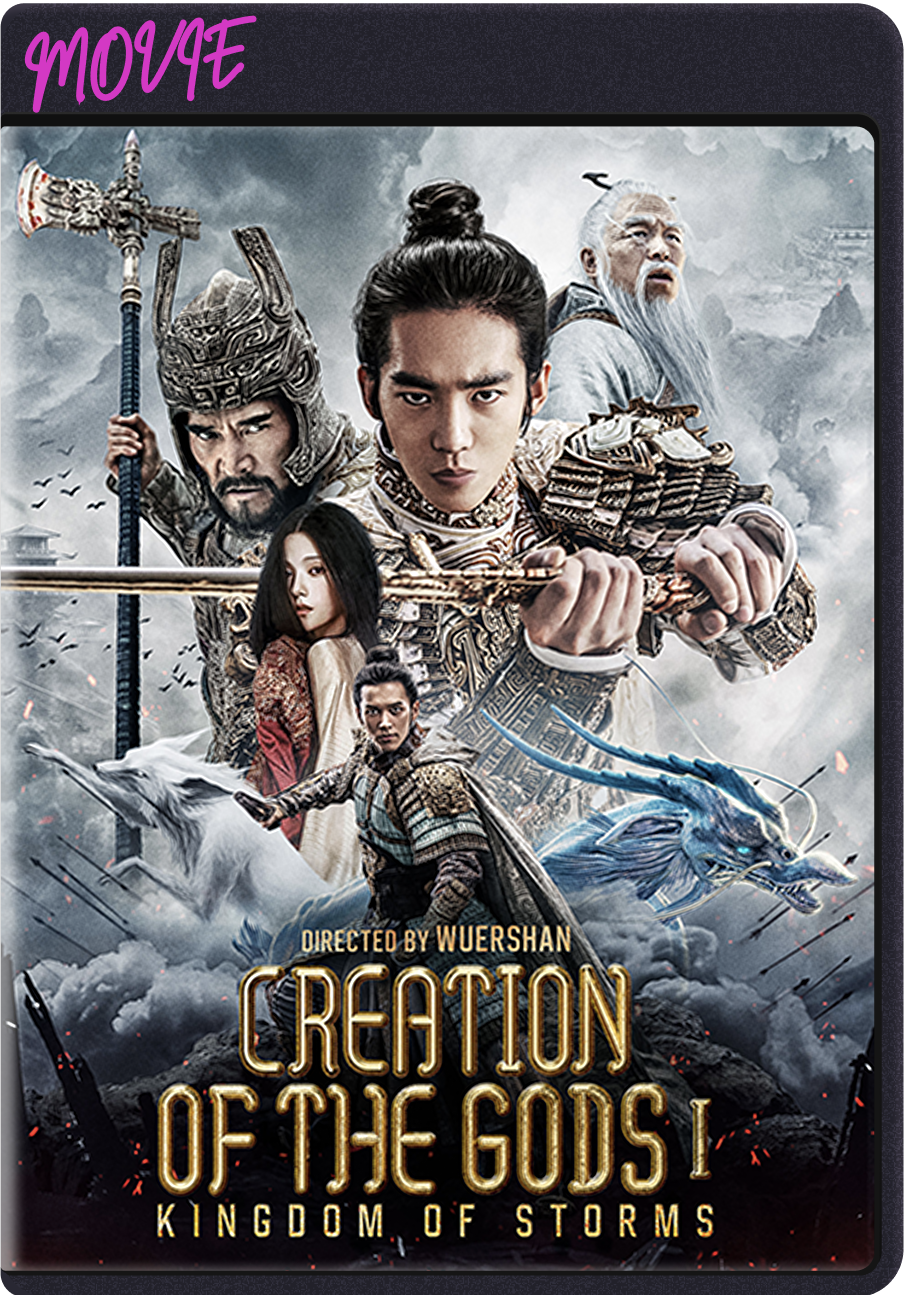 MOVIE
DIRECTED BY WUERSHAN
CREATION
OF THE GODS I
KINGDOM OF STORMS